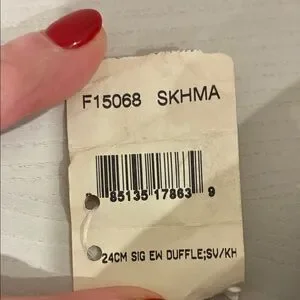 F15068 SKHMA
85135 17863 9
24CM SIG EW DUFFLE;SV/KH